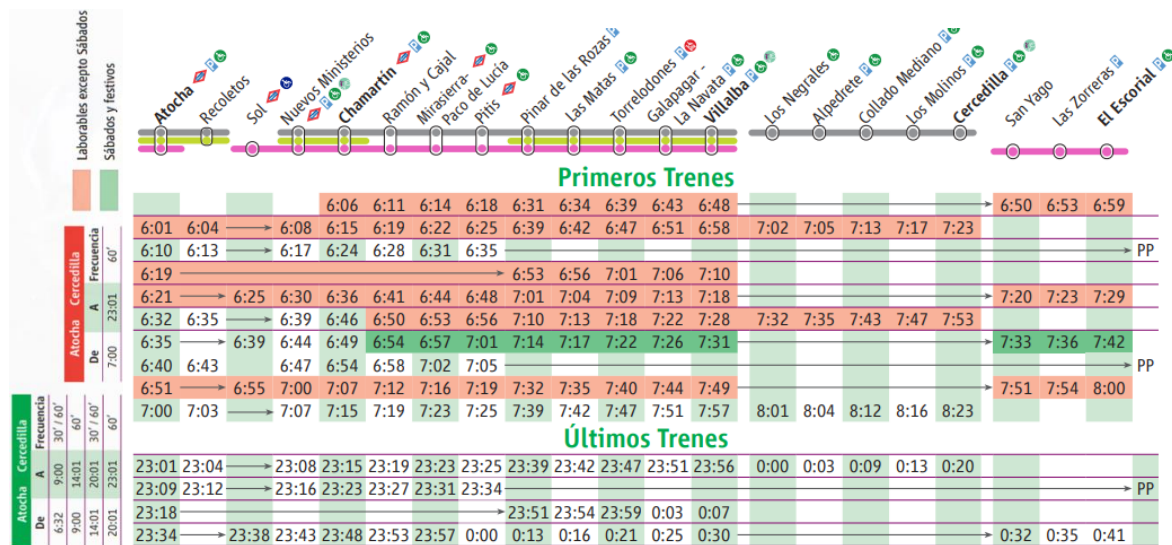 Laborables excepto Sábados
Sábados y festivos
Atocha
Recoletos
Sol
Nuevos Ministerios
Chamartín
Ramón y Cajal
Mirasierra-
Paco de Lucía
Pitis
Pinar de las Rozas
Las Matas
Torrelodones
Galapagar -
La Navata
Villalba
Los Negrales
Alpedrete
Collado Mediano
Los Molinos
Cercedilla
San Yago
Las Zorreras
El Escorial
Primeros Trenes
6:06 6:11 6:14 6:18 6:31 6:34 6:39 6:43 6:48 6:50 6:53 6:59
6:01 6:04 6:08 6:15 6:19 6:22 6:25 6:39 6:42 6:47 6:51 6:58 7:02 7:05 7:13 7:17 7:23
6:10 6:13 6:17 6:24 6:28 6:31 6:35 PP
6:19 6:53 6:56 7:01 7:06 7:10
6:21 6:25 6:30 6:36 6:41 6:44 6:48 7:01 7:04 7:09 7:13 7:18 7:20 7:23 7:29
6:32 6:35 6:39 6:46 6:50 6:53 6:56 7:10 7:13 7:18 7:22 7:28 7:32 7:35 7:43 7:47 7:53
6:35 6:39 6:44 6:49 6:54 6:57 7:01 7:14 7:17 7:22 7:26 7:31 7:33 7:36 7:42
6:40 6:43 6:47 6:54 6:58 7:02 7:05 PP
6:51 6:55 7:00 7:07 7:12 7:16 7:19 7:32 7:35 7:40 7:44 7:49 7:51 7:54 8:00
7:00 7:03 7:07 7:15 7:19 7:23 7:25 7:39 7:42 7:47 7:51 7:57 8:01 8:04 8:12 8:16 8:23
Últimos Trenes
23:01 23:04 23:08 23:15 23:19 23:23 23:25 23:39 23:42 23:47 23:51 23:56 0:00 0:03 0:09 0:13 0:20
23:09 23:12 23:16 23:23 23:27 23:31 23:34 PP
23:18 23:51 23:54 23:59 0:03 0:07
23:34 23:38 23:43 23:48 23:53 23:57 0:00 0:13 0:16 0:21 0:25 0:30 0:32 0:35 0:41
Atocha Cercedilla
De A Frecuencia
7:00 23:01 60'
Atocha Cercedilla
De A Frecuencia
6:32 9:00 30' / 60'
9:00 14:01 60'
14:01 20:01 30' / 60'
20:01 23:01 60'